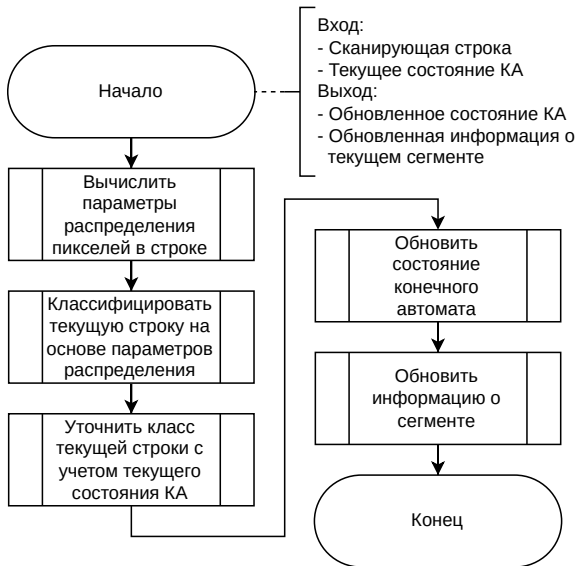 Начало
Вход:
- Сканирующая строка
- Текущее состояние КА
Выход:
- Обновленное состояние КА
- Обновленная информация о
текущем сегменте
Вычислить
параметры
распределения
пикселей в строке
Классифицировать
текущую строку на
основе параметров
распределения
Уточнить класс
текущей строки с
учетом текущего
состояния КА
Обновить
состояние
конечного
автомата
Обновить
информацию о
сегменте
Конец